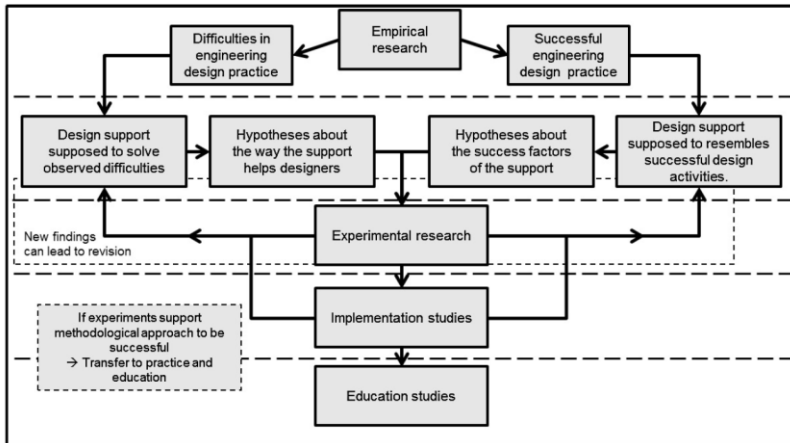 Difficulties in
engineering
design practice
Empirical
research
Successful
engineering
design practice
Design support
supposed to solve
observed difficulties
Hypotheses about
the way the support
helps designers
Hypotheses about
the success factors
of the support
Design support
supposed to resembles
successful design
activities.
New findings
can lead to revision
Experimental research
If experiments support
methodological approach to be
successful
→ Transfer to practice and
education
Implementation studies
Education studies